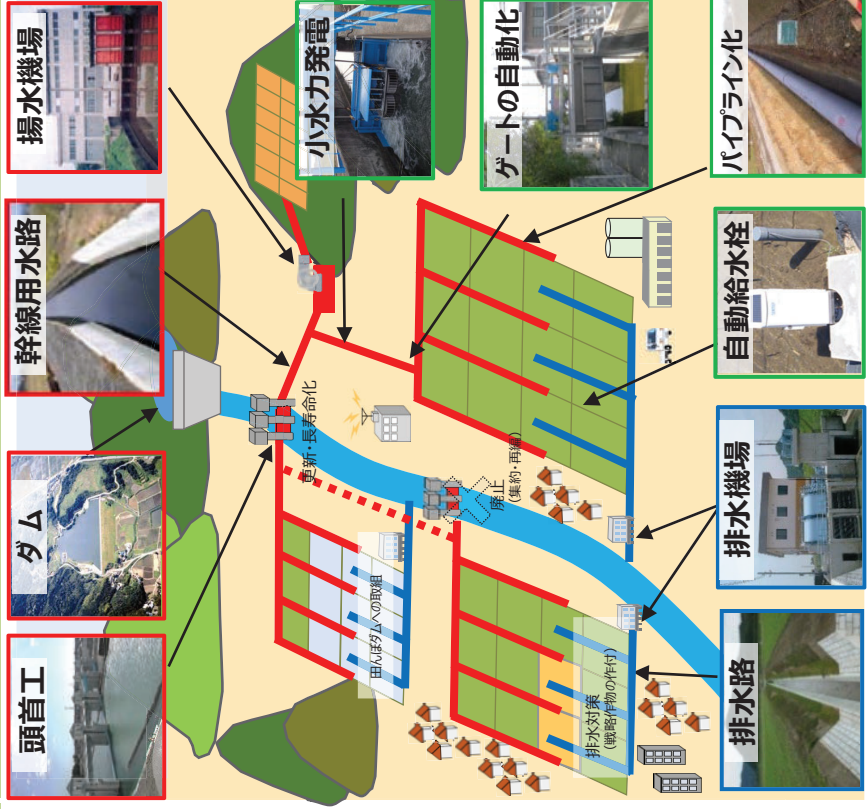 頭首工
ダム
幹線用水路
揚水機場
小水力発電
ゲートの自動化
パイプライン化
自動給水栓
更新・長寿命化
廃止
(集約・再編)
田んぼダムへの取組
排水対策
(戦略作物の作付)
排水路
排水機場